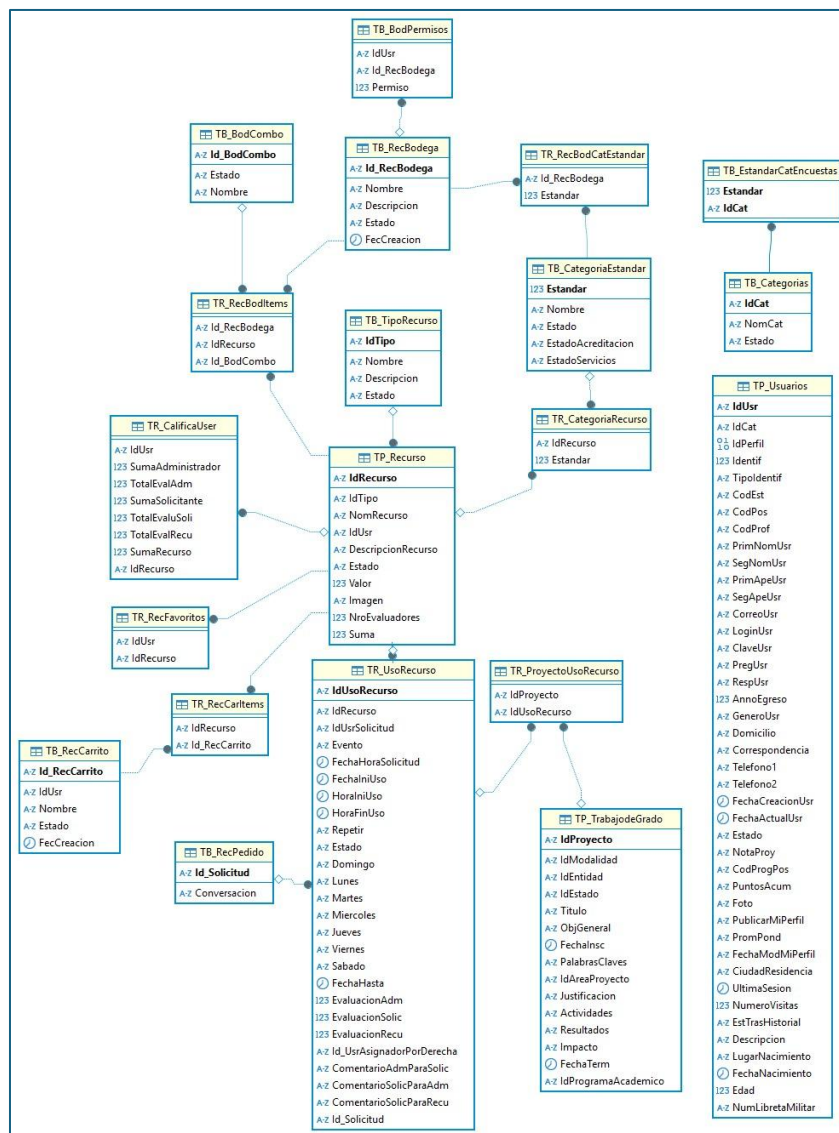 TB_BodPermisos
A-Z IdUsr
A-Z Id_RecBodega
123 Permiso
TB_BodCombo
A-Z Id_BodCombo
A-Z Estado
A-Z Nombre
TB_RecBodega
A-Z Id_RecBodega
A-Z Nombre
A-Z Descripcion
A-Z Estado
FecCreacion
TR_RecBodCatEstandar
A-Z Id_RecBodega
123 Estandar
TB_EstandarCatEncuestas
123 Estandar
A-Z IdCat
TB_CategoriaEstandar
123 Estandar
A-Z Nombre
A-Z Estado
A-Z EstadoAcreditacion
A-Z EstadoServicios
TB_Categorias
A-Z IdCat
A-Z NomCat
A-Z Estado
TR_RecBodItems
A-Z Id_RecBodega
A-Z IdRecurso
A-Z Id_BodCombo
TB_TipoRecurso
A-Z IdTipo
A-Z Nombre
A-Z Descripcion
A-Z Estado
TR_CalificaUser
A-Z IdUsr
123 SumaAdministrador
123 TotalEvalAdm
123 SumaSolicitante
123 TotalEvaluSoli
123 TotalEvalRecu
123 SumaRecurso
A-Z IdRecurso
TR_CategoriaRecurso
A-Z IdRecurso
123 Estandar
TP_Recurso
A-Z IdRecurso
A-Z IdTipo
A-Z NomRecurso
A-Z IdUsr
A-Z DescripcionRecurso
A-Z Estado
123 Valor
A-Z Imagen
123 NroEvaluadores
123 Suma
TP_Usuarios
A-Z IdUsr
A-Z IdCat
010 IdPerfil
123 Identif
A-Z TipoIdentif
A-Z CodEst
A-Z CodPos
A-Z CodProf
A-Z PrimNomUsr
A-Z SegNomUsr
A-Z PrimApeUsr
A-Z SegApeUsr
A-Z CorreoUsr
A-Z LoginUsr
A-Z ClaveUsr
A-Z PregUsr
A-Z RespUsr
123 AnnoEgreso
A-Z GeneroUsr
A-Z Domicilio
A-Z Correspondencia
A-Z Telefono1
A-Z Telefono2
FechaCreacionUsr
FechaActualUsr
A-Z Estado
A-Z NotaProy
A-Z CodProgPos
A-Z PuntosAcum
A-Z Foto
A-Z PublicarMiPerfil
A-Z PromPond
A-Z FechaModMiPerfil
A-Z CiudadResidencia
UltimaSesion
123 NumeroVisitas
A-Z EstTrasHistorial
A-Z Descripcion
A-Z LugarNacimiento
FechaNacimiento
123 Edad
A-Z NumLibretaMilitar
TR_RecFavoritos
A-Z IdUsr
A-Z IdRecurso
TR_RecCarItems
A-Z IdRecurso
A-Z Id_RecCarrito
TB_RecCarrito
A-Z Id_RecCarrito
A-Z IdUsr
A-Z Nombre
A-Z Estado
FecCreacion
TB_RecPedido
A-Z Id_Solicitud
A-Z Conversacion
TR_UsoRecurso
A-Z IdUsoRecurso
A-Z IdRecurso
A-Z IdUsrSolicitud
A-Z Evento
FechaHoraSolicitud
FechaIniUso
HoraIniUso
HoraFinUso
A-Z Repetir
A-Z Estado
A-Z Domingo
A-Z Lunes
A-Z Martes
A-Z Miercoles
A-Z Jueves
A-Z Viernes
A-Z Sabado
FechaHasta
123 EvaluacionAdm
123 EvaluacionSolic
123 EvaluacionRecu
A-Z Id_UsrAsignadorPorDerecha
A-Z ComentarioAdmParaSolic
A-Z ComentarioSolicParaAdm
A-Z ComentarioSolicParaRecu
A-Z Id_Solicitud
TR_ProyectoUsoRecurso
A-Z IdProyecto
A-Z IdUsoRecurso
TP_TrabajodeGrado
A-Z IdProyecto
A-Z IdModalidad
A-Z IdEntidad
A-Z IdEstado
A-Z Titulo
A-Z ObjGeneral
FechaInsc
A-Z PalabrasClaves
A-Z IdAreaProyecto
A-Z Justificacion
A-Z Actividades
A-Z Resultados
A-Z Impacto
FechaTerm
A-Z IdProgramaAcademico